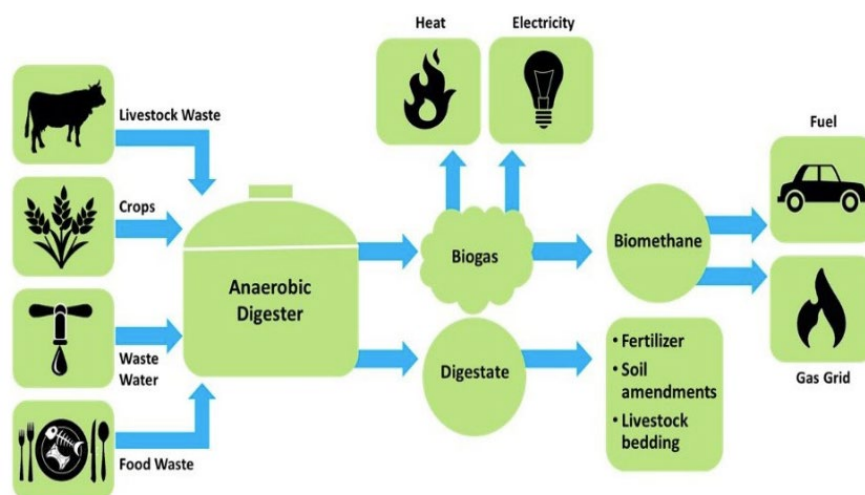 Heat
Electricity
Livestock Waste
Fuel
Crops
Anaerobic
Digester
Biogas
Biomethane
Waste
Water
Digestate
• Fertilizer
• Soil
amendments
• Livestock
bedding
Gas Grid
Food Waste